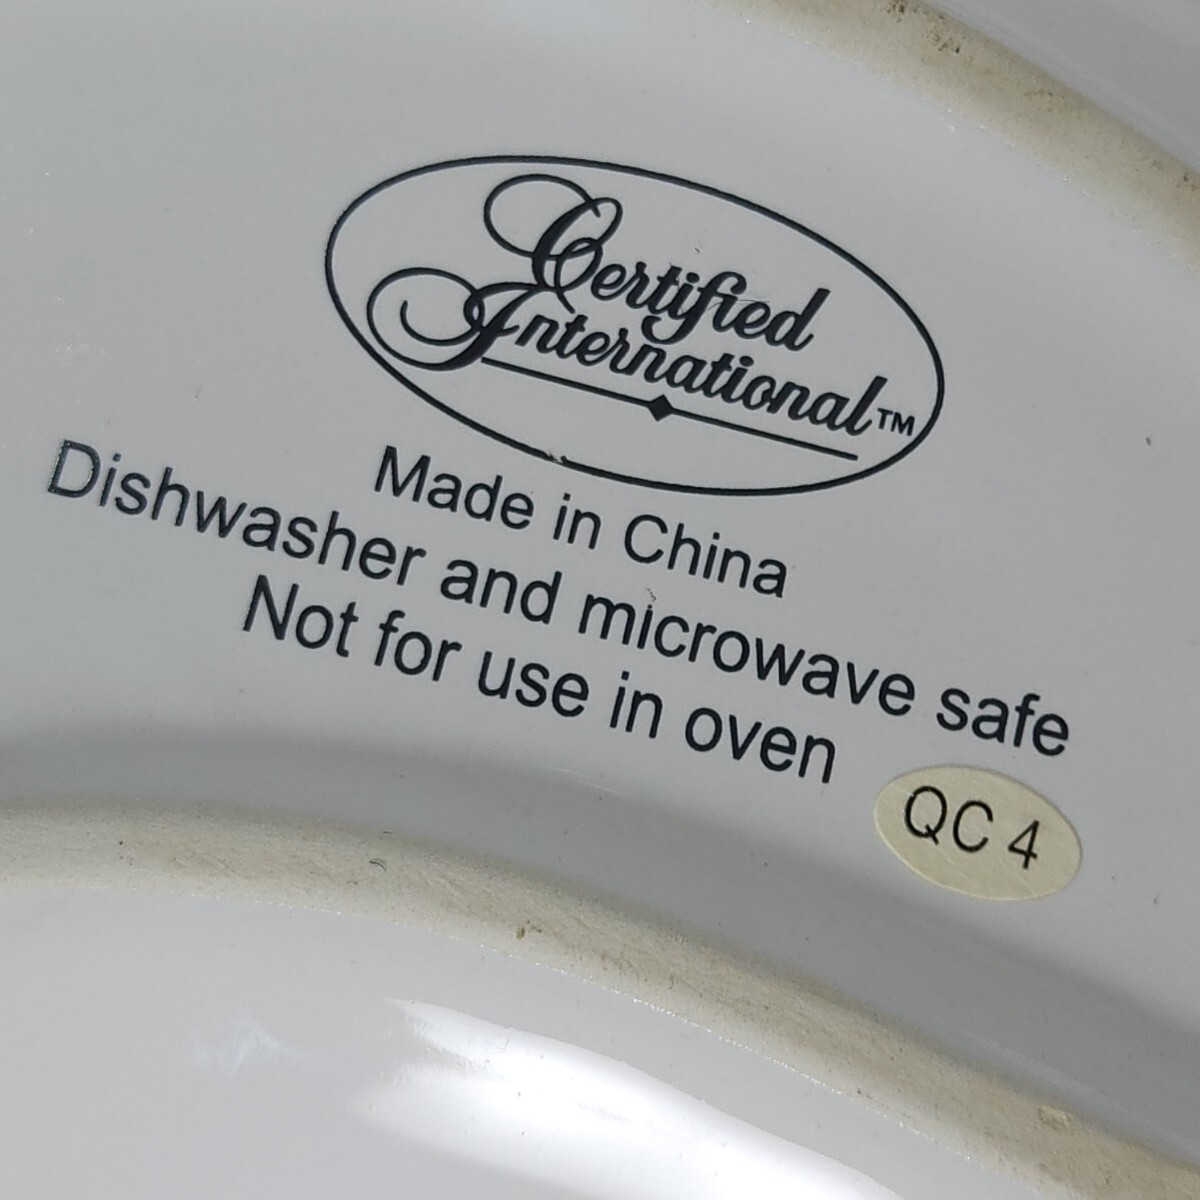 Certified
International™
Made in China
Dishwasher and microwave safe
Not for use in oven
QC 4